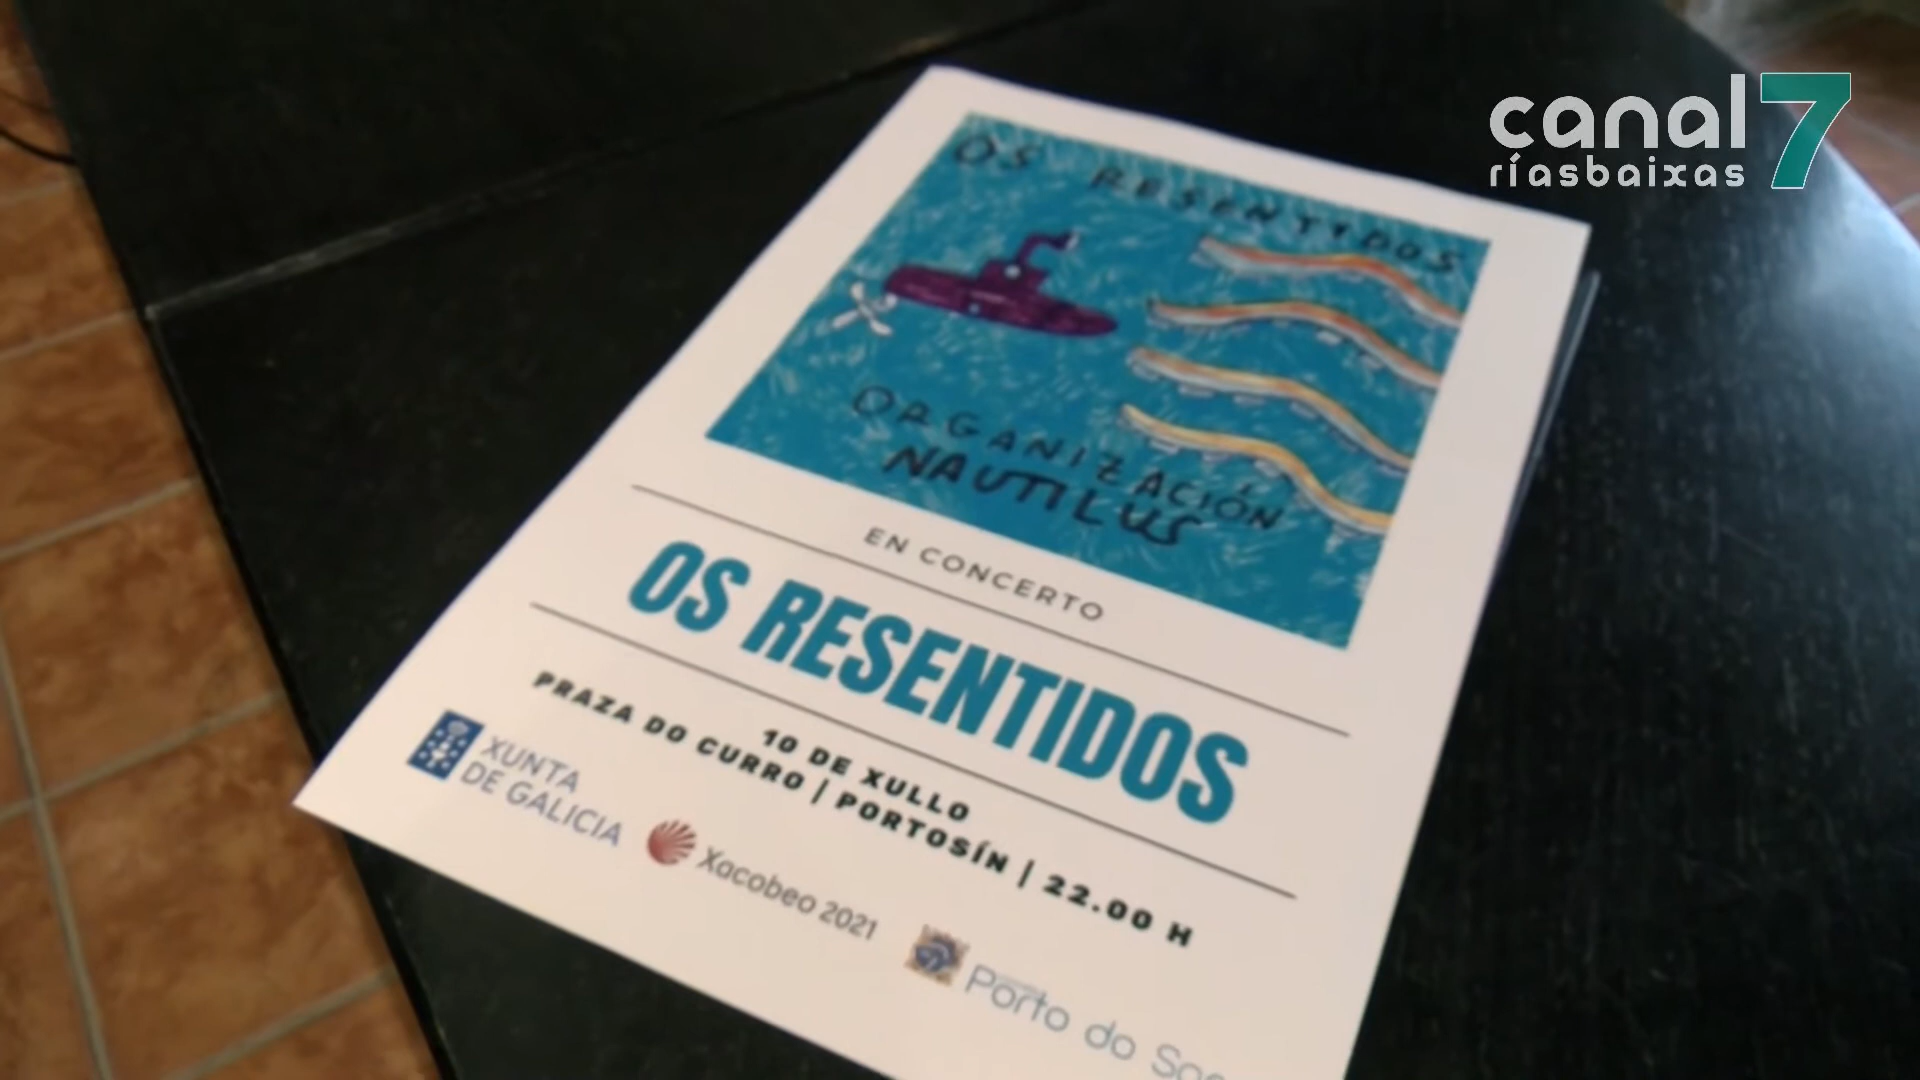 canal 7
ríasbaixas
OS RESENTIDOS
ORGANIZACIÓN
NAUTILUS
EN CONCERTO
OS RESENTIDOS
10 DE XULLO
PRAZA DO CURRO | PORTOSÍN | 22.00 H
XUNTA
DE GALICIA
Xacobeo 2021
Porto do